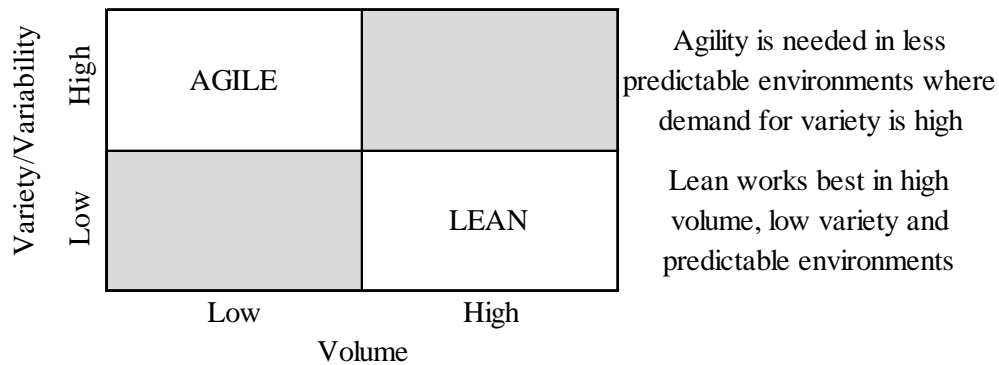 Variety/Variability
High
AGILE
Agility is needed in less
predictable environments where
demand for variety is high
Low
LEAN
Lean works best in high
volume, low variety and
predictable environments
Low
High
Volume